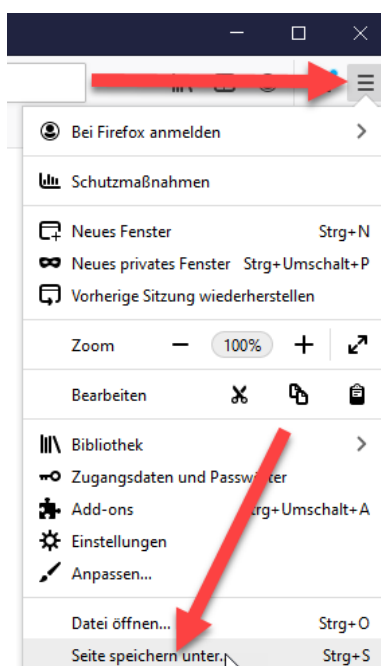 Bei Firefox anmelden
Schutzmaßnahmen
Neues Fenster Strg+N
Neues privates Fenster Strg+Umschalt+P
Vorherige Sitzung wiederherstellen
Zoom 100%
Bearbeiten
Bibliothek
Zugangsdaten und Passwörter
Add-ons Strg+Umschalt+A
Einstellungen
Anpassen...
Datei öffnen... Strg+O
Seite speichern unter... Strg+S